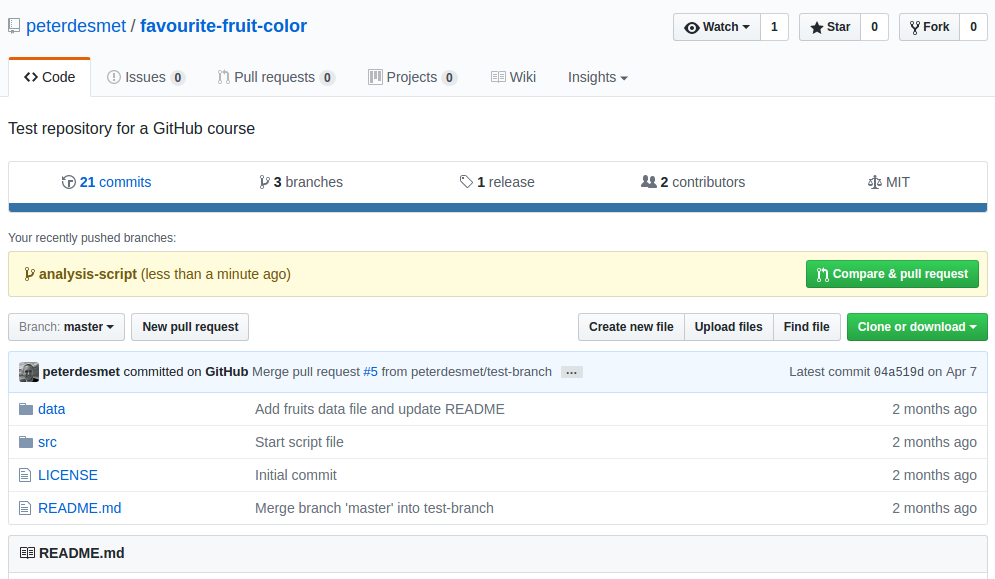 peterdesmet / favourite-fruit-color
Watch 1 Star 0 Fork 0
Code Issues 0 Pull requests 0 Projects 0 Wiki Insights
Test repository for a GitHub course
21 commits 3 branches 1 release 2 contributors MIT
Your recently pushed branches:
analysis-script (less than a minute ago) Compare & pull request
Branch: master New pull request Create new file Upload files Find file Clone or download
peterdesmet committed on GitHub Merge pull request #5 from peterdesmet/test-branch ... Latest commit 04a519d on Apr 7
data Add fruits data file and update README 2 months ago
src Start script file 2 months ago
LICENSE Initial commit 2 months ago
README.md Merge branch 'master' into test-branch 2 months ago
README.md